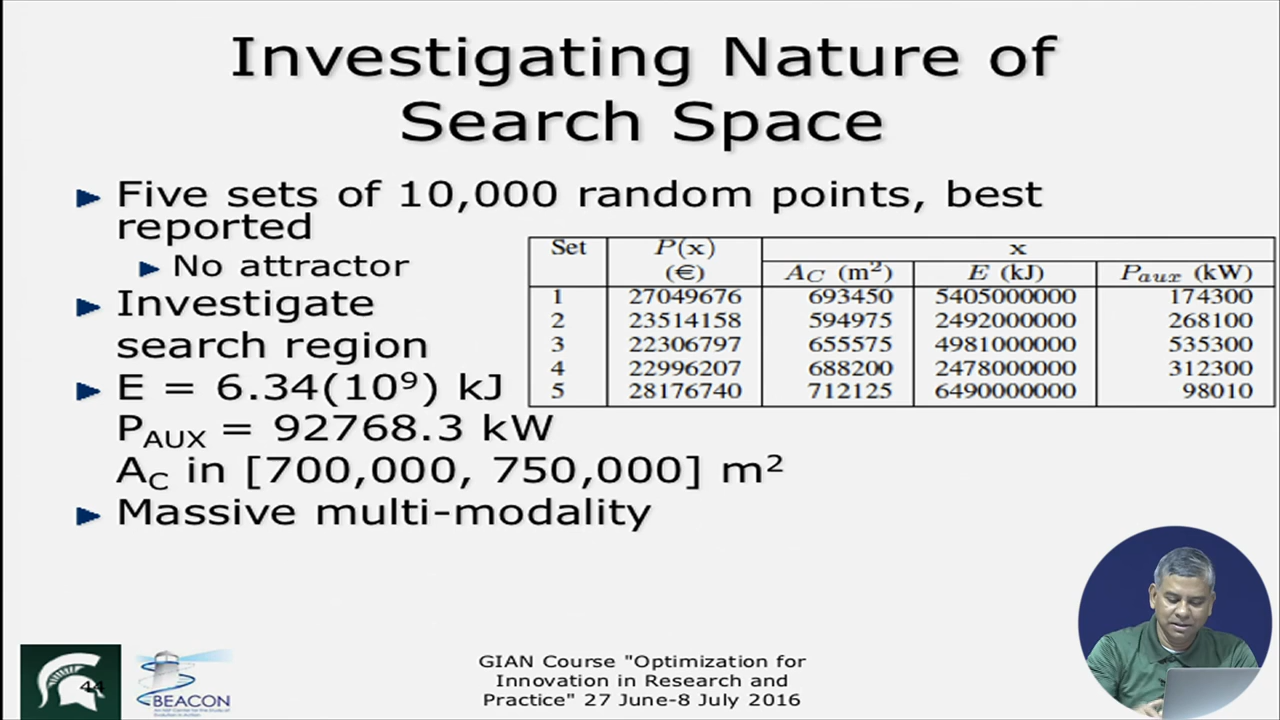 Investigating Nature of
Search Space
Five sets of 10,000 random points, best
reported
No attractor
Investigate
search region
E = 6.34(10⁹) kJ
P_AUX = 92768.3 kW
A_C in [700,000, 750,000] m²
Massive multi-modality
Set P(x) x
(€) A_C (m²) E (kJ) P_aux (kW)
1 27049676 693450 5405000000 174300
2 23514158 594975 2492000000 268100
3 22306797 655575 4981000000 535300
4 22996207 688200 2478000000 312300
5 28176740 712125 6490000000 98010
44
BEACON
GIAN Course "Optimization for
Innovation in Research and
Practice" 27 June-8 July 2016